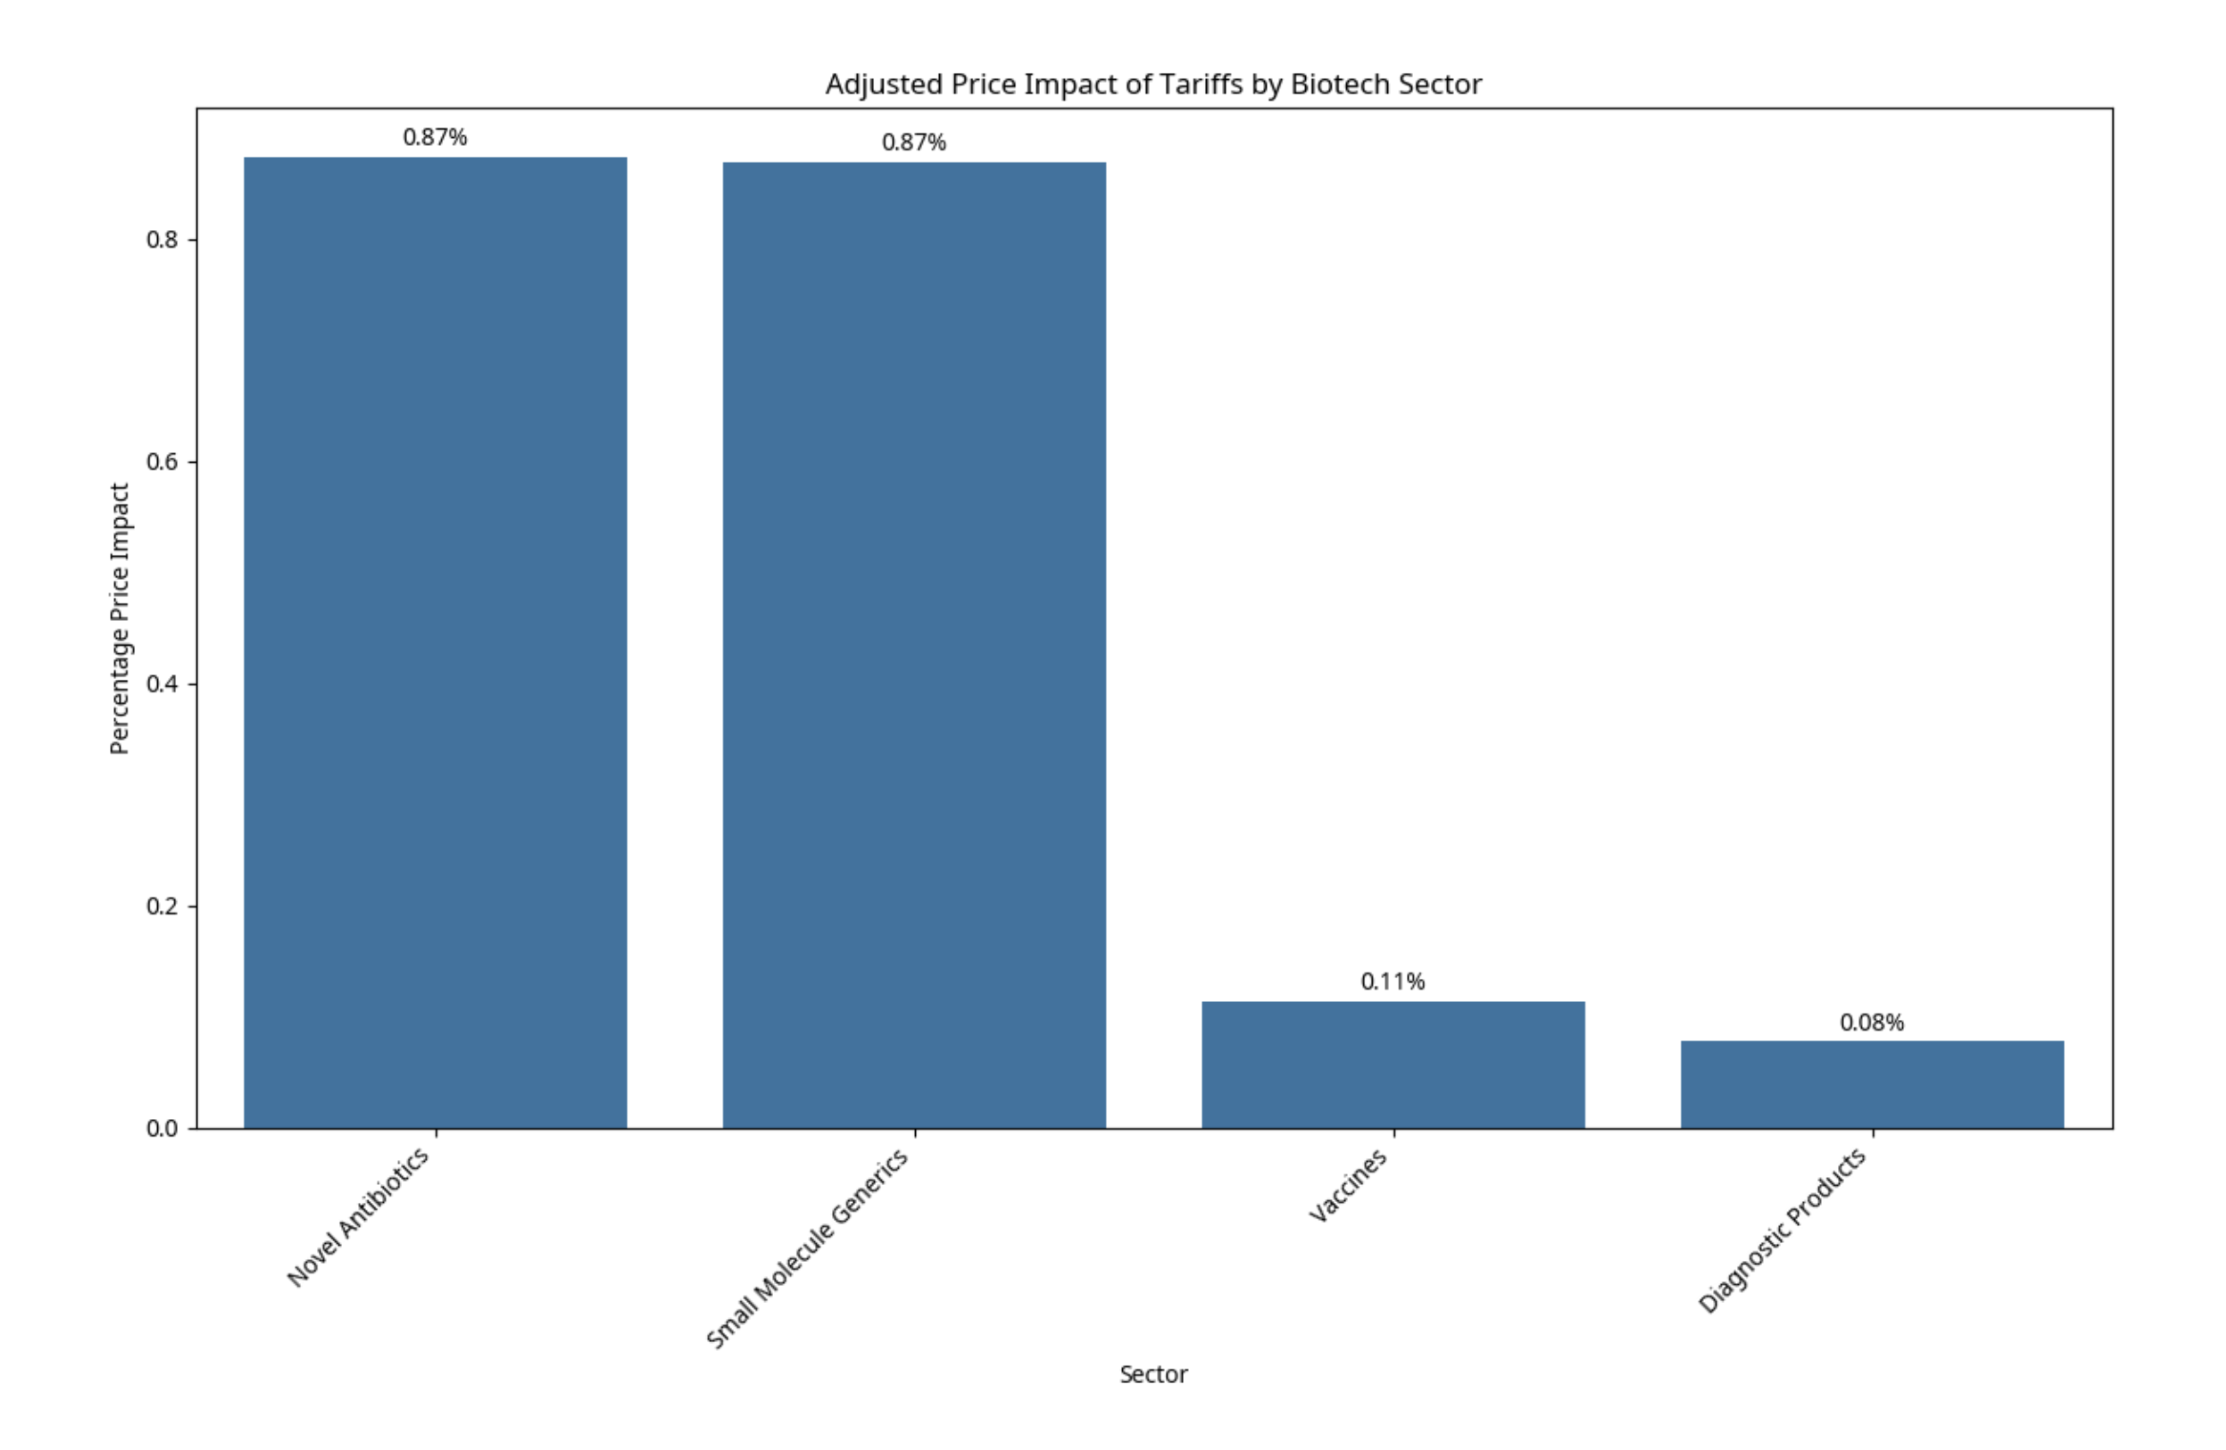 Adjusted Price Impact of Tariffs by Biotech Sector
0.87%
0.87%
0.11%
0.08%
Percentage Price Impact
0.8
0.6
0.4
0.2
0.0
Novel Antibiotics
Small Molecule Generics
Vaccines
Diagnostic Products
Sector